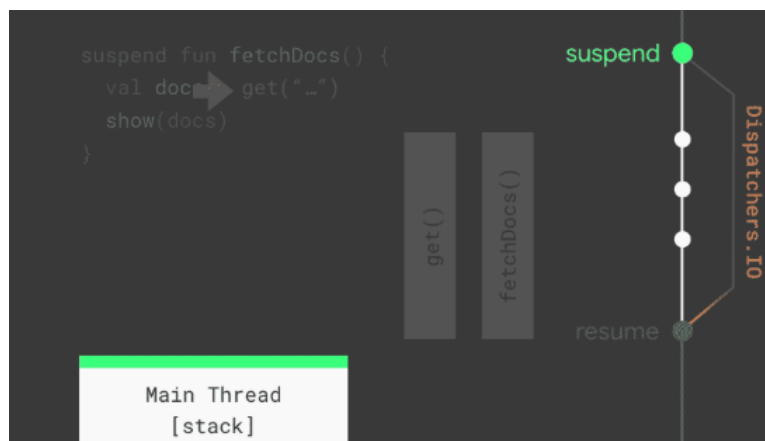 suspend fun fetchDocs() {
val docs get("…")
show(docs)
}
suspend
Dispatchers.IO
get()
fetchDocs()
resume
Main Thread
[stack]